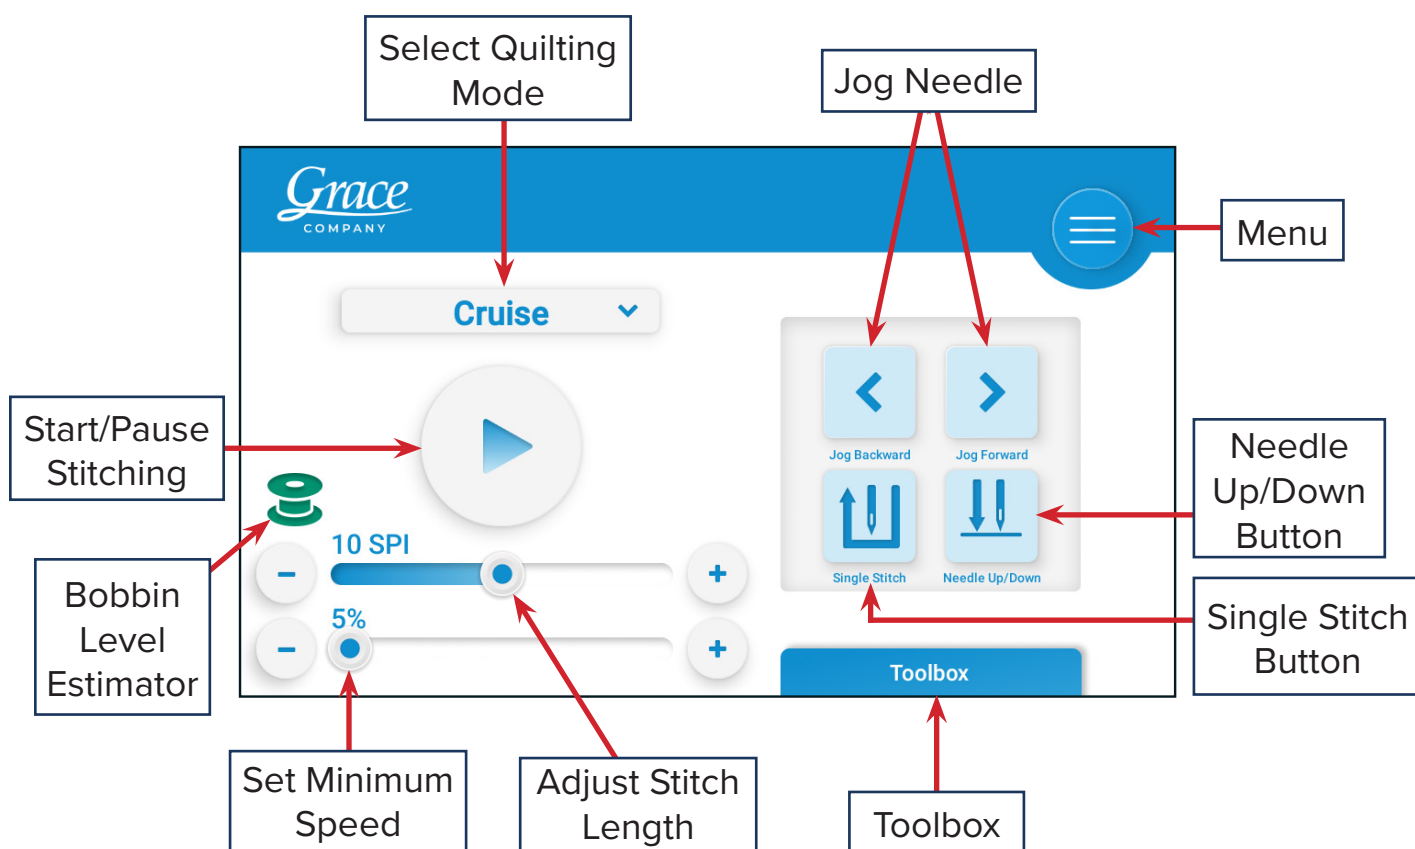 Select Quilting
Mode
Jog Needle
Grace
COMPANY
Menu
Cruise
Start/Pause
Stitching
Jog Backward
Jog Forward
Needle
Up/Down
Button
10 SPI
Single Stitch
Needle Up/Down
Bobbin
Level
Estimator
5%
Single Stitch
Button
Toolbox
Set Minimum
Speed
Adjust Stitch
Length
Toolbox